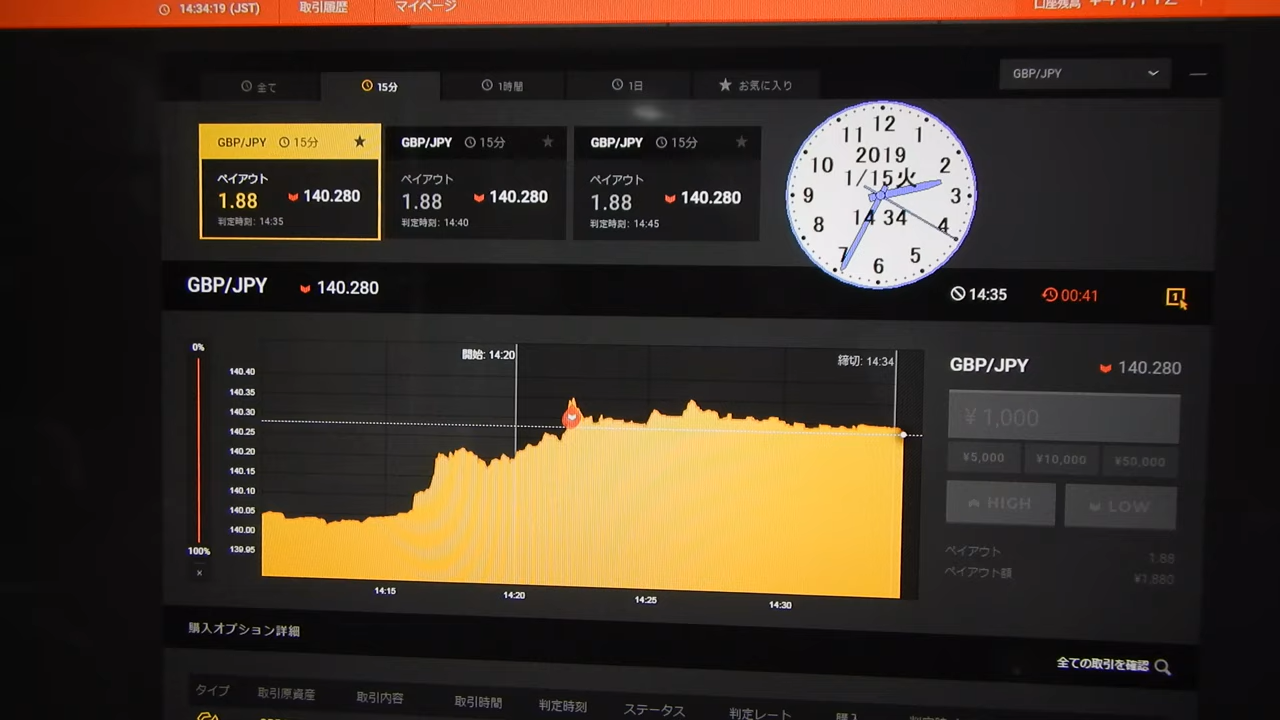 14:34:19 (JST) 取引履歴 マイページ 口座残高
全て 15分 1時間 1日 お気に入り GBP/JPY
GBP/JPY 15分
ペイアウト
1.88 140.280
判定時刻: 14:35
GBP/JPY 15分
ペイアウト
1.88 140.280
判定時刻: 14:40
GBP/JPY 15分
ペイアウト
1.88 140.280
判定時刻: 14:45
12 1 2 3 4 5 6 7 8 9 10 11
2019
1/15火
14 34
GBP/JPY 140.280 14:35 00:41 1
0%
100%
×
140.40
140.35
140.30
140.25
140.20
140.15
140.10
140.05
140.00
139.95
開始: 14:20 締切: 14:34
14:15 14:20 14:25 14:30
GBP/JPY 140.280
¥ 1,000
¥5,000 ¥10,000 ¥50,000
HIGH LOW
ペイアウト 1.88
ペイアウト額 ¥1,880
購入オプション詳細
全ての取引を確認
タイプ 取引原資産 取引内容 取引時間 判定時刻 ステータス 判定レート 購入